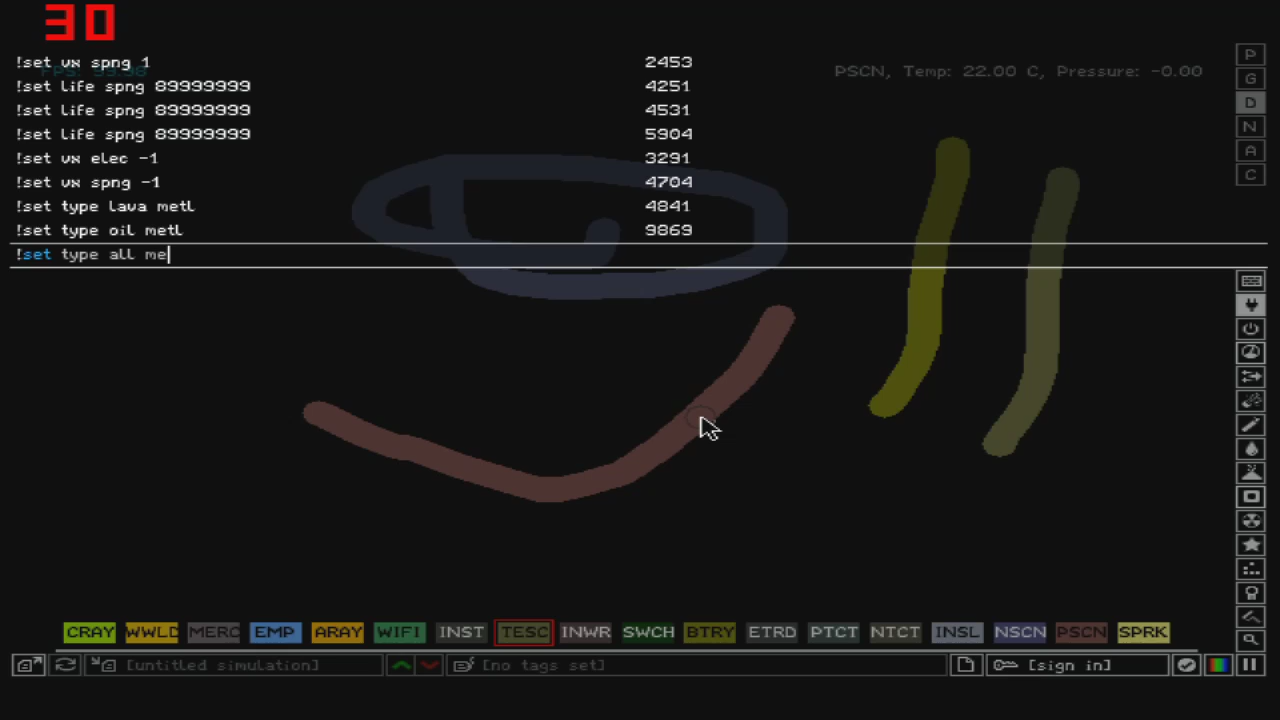 30
!set vx spng 1 2453
FPS: 59.98
PSCN, Temp: 22.00 C, Pressure: -0.00
!set life spng 89999999 4251
!set life spng 89999999 4531
!set life spng 89999999 5904
!set vx elec -1 3291
!set vx spng -1 4704
!set type lava metl 4841
!set type oil metl 9869
!set type all me
P
G
D
N
A
C
CRAY WWLD MERC EMP ARAY WIFI INST TESC INWR SWCH BTRY ETRD PTCT NTCT INSL NSCN PSCN SPRK
[untitled simulation] [no tags set] [sign in]